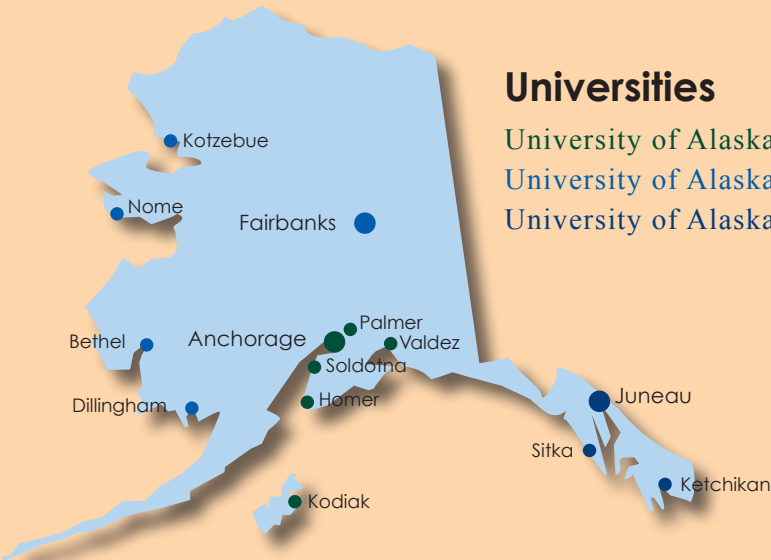 Universities
University of Alaska
University of Alaska
University of Alaska
Kotzebue
Nome
Fairbanks
Palmer
Anchorage
Valdez
Bethel
Soldotna
Homer
Dillingham
Juneau
Sitka
Ketchikan
Kodiak